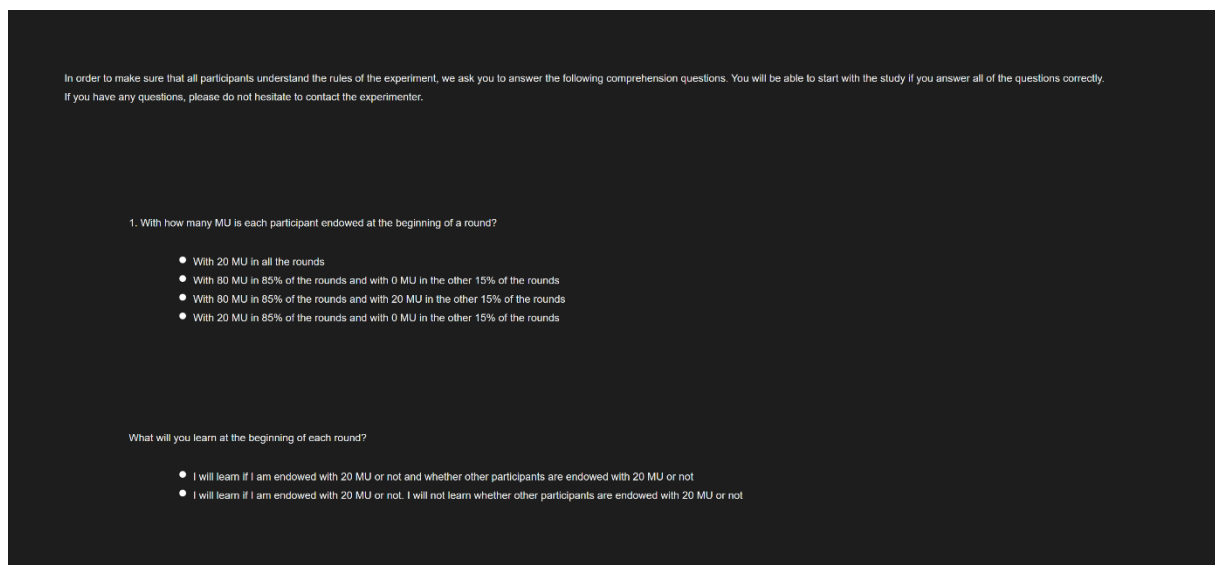 In order to make sure that all participants understand the rules of the experiment, we ask you to answer the following comprehension questions. You will be able to start with the study if you answer all of the questions correctly.
If you have any questions, please do not hesitate to contact the experimenter.
1. With how many MU is each participant endowed at the beginning of a round?
With 20 MU in all the rounds
With 80 MU in 85% of the rounds and with 0 MU in the other 15% of the rounds
With 80 MU in 85% of the rounds and with 20 MU in the other 15% of the rounds
With 20 MU in 85% of the rounds and with 0 MU in the other 15% of the rounds
What will you learn at the beginning of each round?
I will learn if I am endowed with 20 MU or not and whether other participants are endowed with 20 MU or not
I will learn if I am endowed with 20 MU or not. I will not learn whether other participants are endowed with 20 MU or not